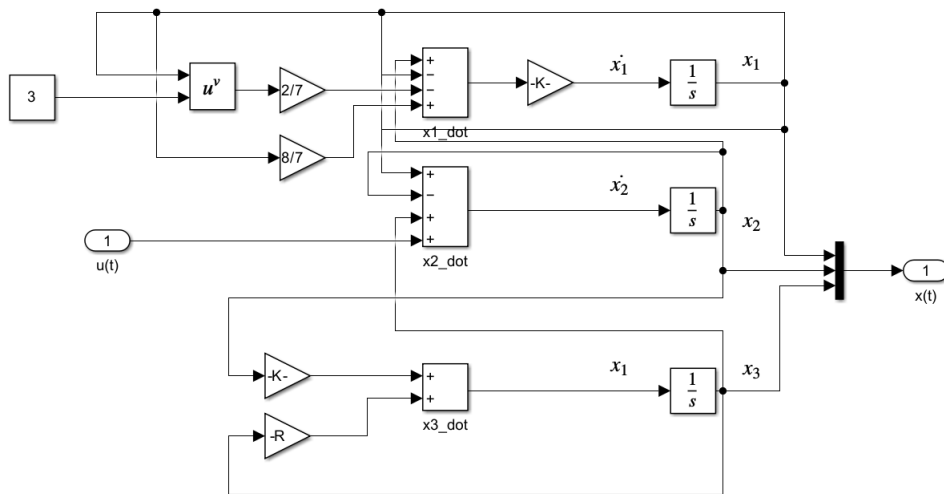 3
u^v
2/7
8/7
+
−
−
+
x1_dot
-K-
ẋ₁
1/s
x₁
1
u(t)
+
−
+
+
x2_dot
ẋ₂
1/s
x₂
1
x(t)
-K-
-R
+
+
x3_dot
x₁
1/s
x₃